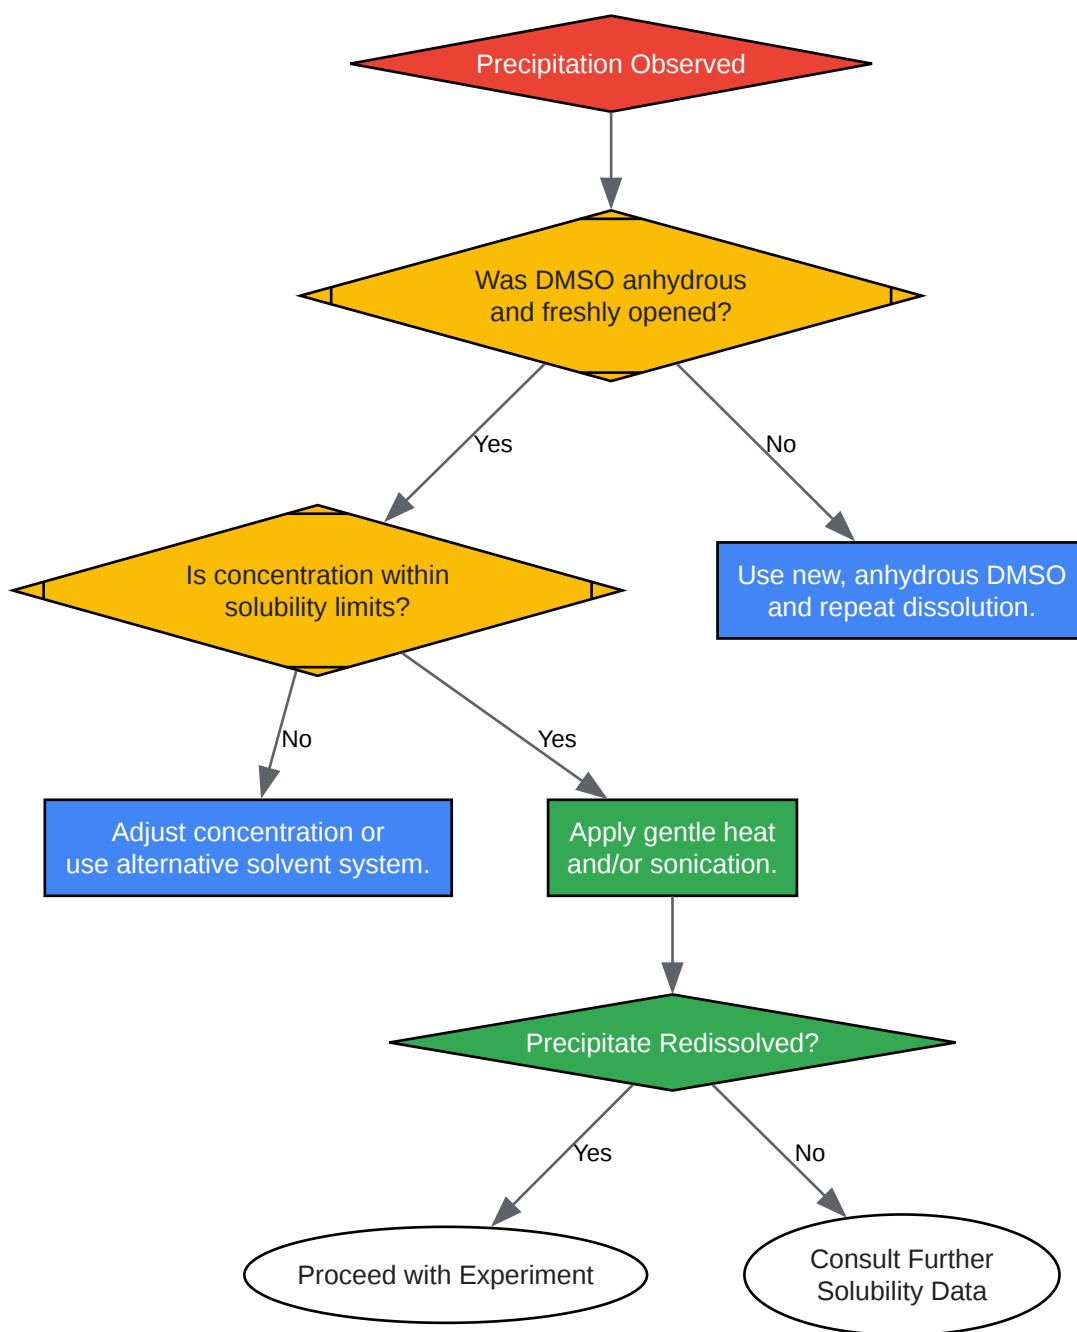 Precipitation Observed
Was DMSO anhydrous
and freshly opened?
Yes
No
Is concentration within
solubility limits?
Use new, anhydrous DMSO
and repeat dissolution.
No
Yes
Adjust concentration or
use alternative solvent system.
Apply gentle heat
and/or sonication.
Precipitate Redissolved?
Yes
No
Proceed with Experiment
Consult Further
Solubility Data